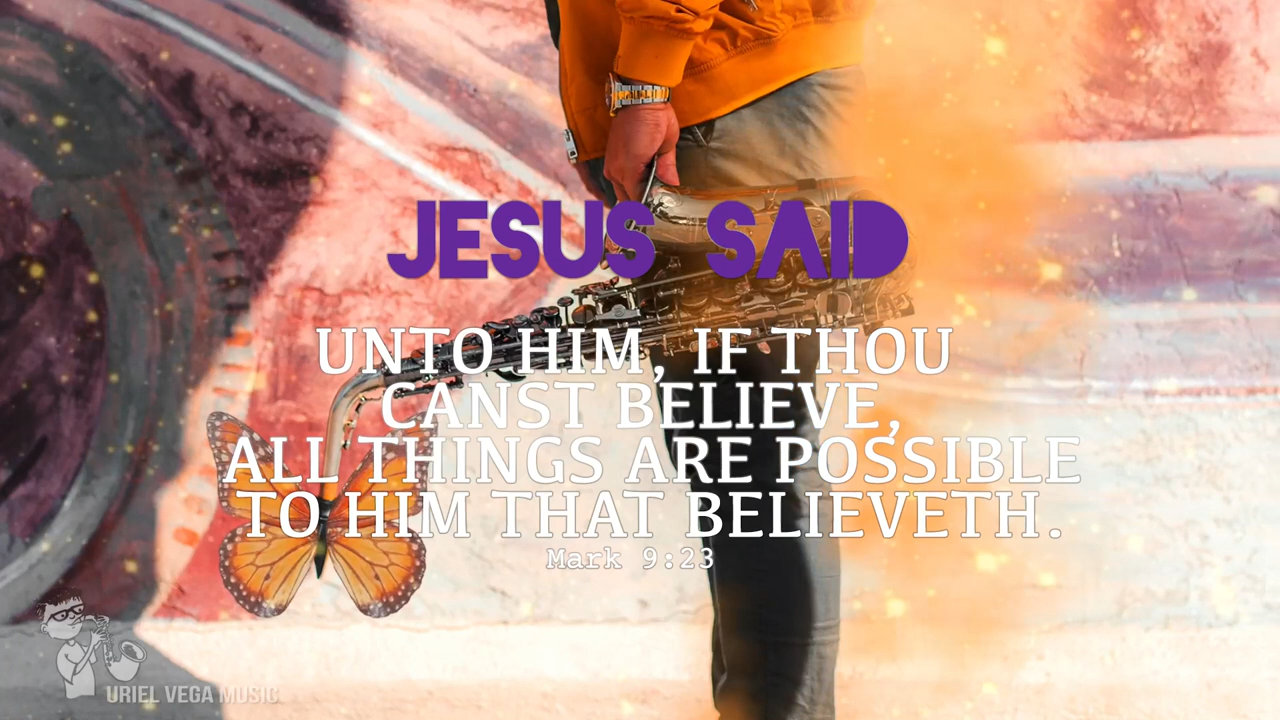 JESUS SAID
UNTO HIM, IF THOU
CANST BELIEVE,
ALL THINGS ARE POSSIBLE
TO HIM THAT BELIEVETH.
Mark 9:23
URIEL VEGA MUSIC